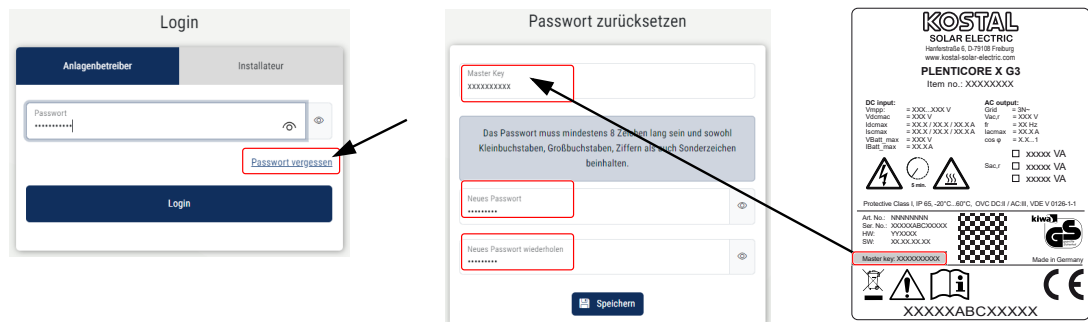 Login
Anlagenbetreiber
Installateur
Passwort
Passwort vergessen
Login
Passwort zurücksetzen
Master Key
XXXXXXXXXX
Das Passwort muss mindestens 8 Zeichen lang sein und sowohl
Kleinbuchstaben, Großbuchstaben, Ziffern als auch Sonderzeichen
beinhalten.
Neues Passwort
Neues Passwort wiederholen
Speichern
KOSTAL
SOLAR ELECTRIC
Hanferstraße 6, D-79108 Freiburg
www.kostal-solar-electric.com
PLENTICORE X G3
Item no.: XXXXXXXX
DC input:
Vmpp: = XXX...XXX V
Vdcmac = XXX V
Idcmax = XX.X / XX.X / XX.X A
Iscmax = XX.X / XX.X / XX.X A
VBatt_max = XXX V
IBatt_max = XX.XA
AC output:
Grid = 3N~
Vac,r = XXX V
fr = XX Hz
Iacmax = XX.X A
cos φ = X.X...1
XXXXX VA
Sac,r XXXXX VA
XXXXX VA
5 min.
Protective Class I, IP 65, -20°C...60°C, OVC DC:II / AC:III, VDE V 0126-1-1
Art. No.: NNNNNNNN
Ser. No.: XXXXXABCXXXXX
HW: YYXXXX
SW: XX.XX.XX.XX
Master key: XXXXXXXXXX
kiwa
GS
Made in Germany
CE
XXXXXABCXXXXX